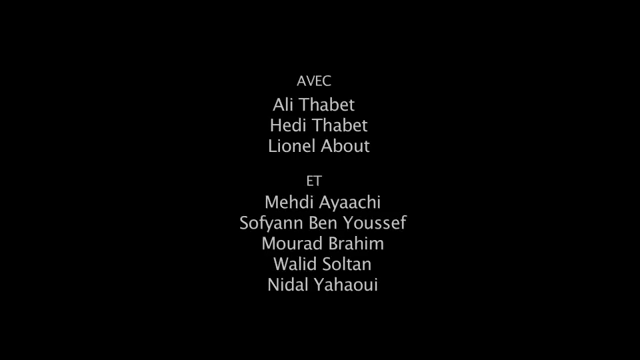 AVEC
Ali Thabet
Hedi Thabet
Lionel About
ET
Mehdi Ayaachi
Sofyann Ben Youssef
Mourad Brahim
Walid Soltan
Nidal Yahaoui